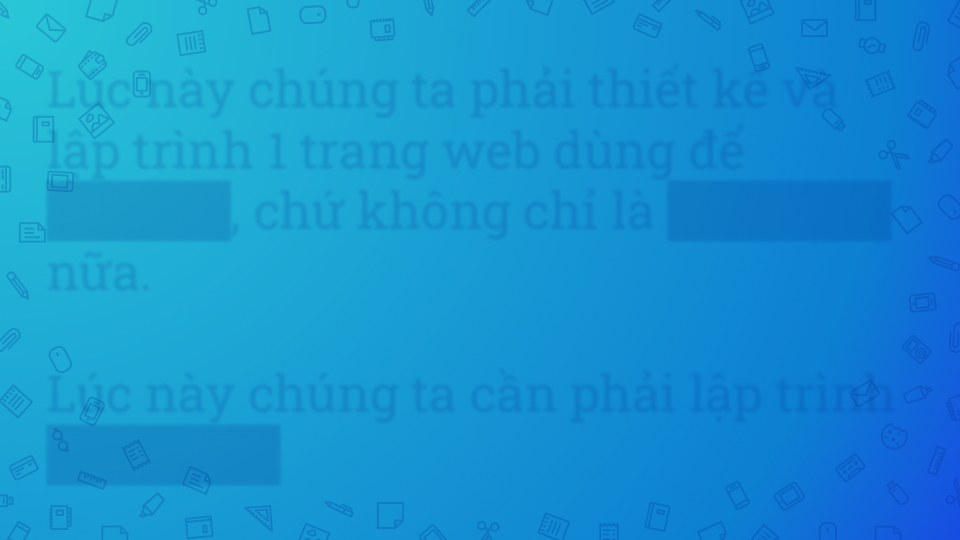 Lúc này chúng ta phải thiết kế và
lập trình 1 trang web dùng để
, chứ không chỉ là
nữa.
Lúc này chúng ta cần phải lập trình